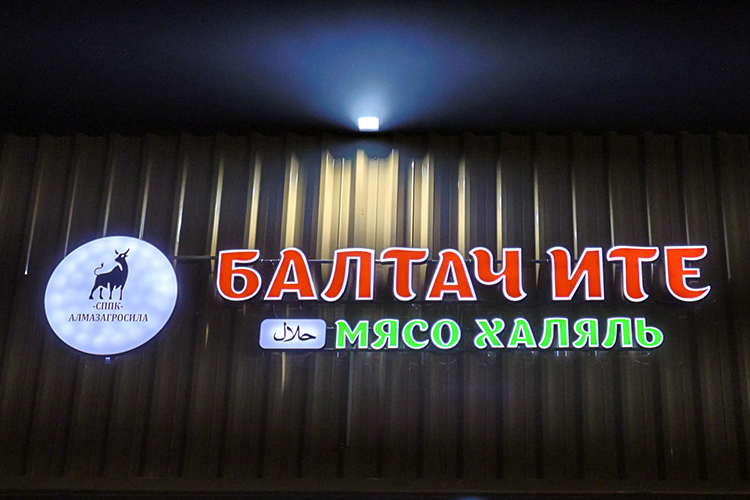 -СППК-
АЛМАЗАГРОСИЛА
БАЛТАЧ ИТЕ
حلال МЯСО ХАЛЯЛЬ